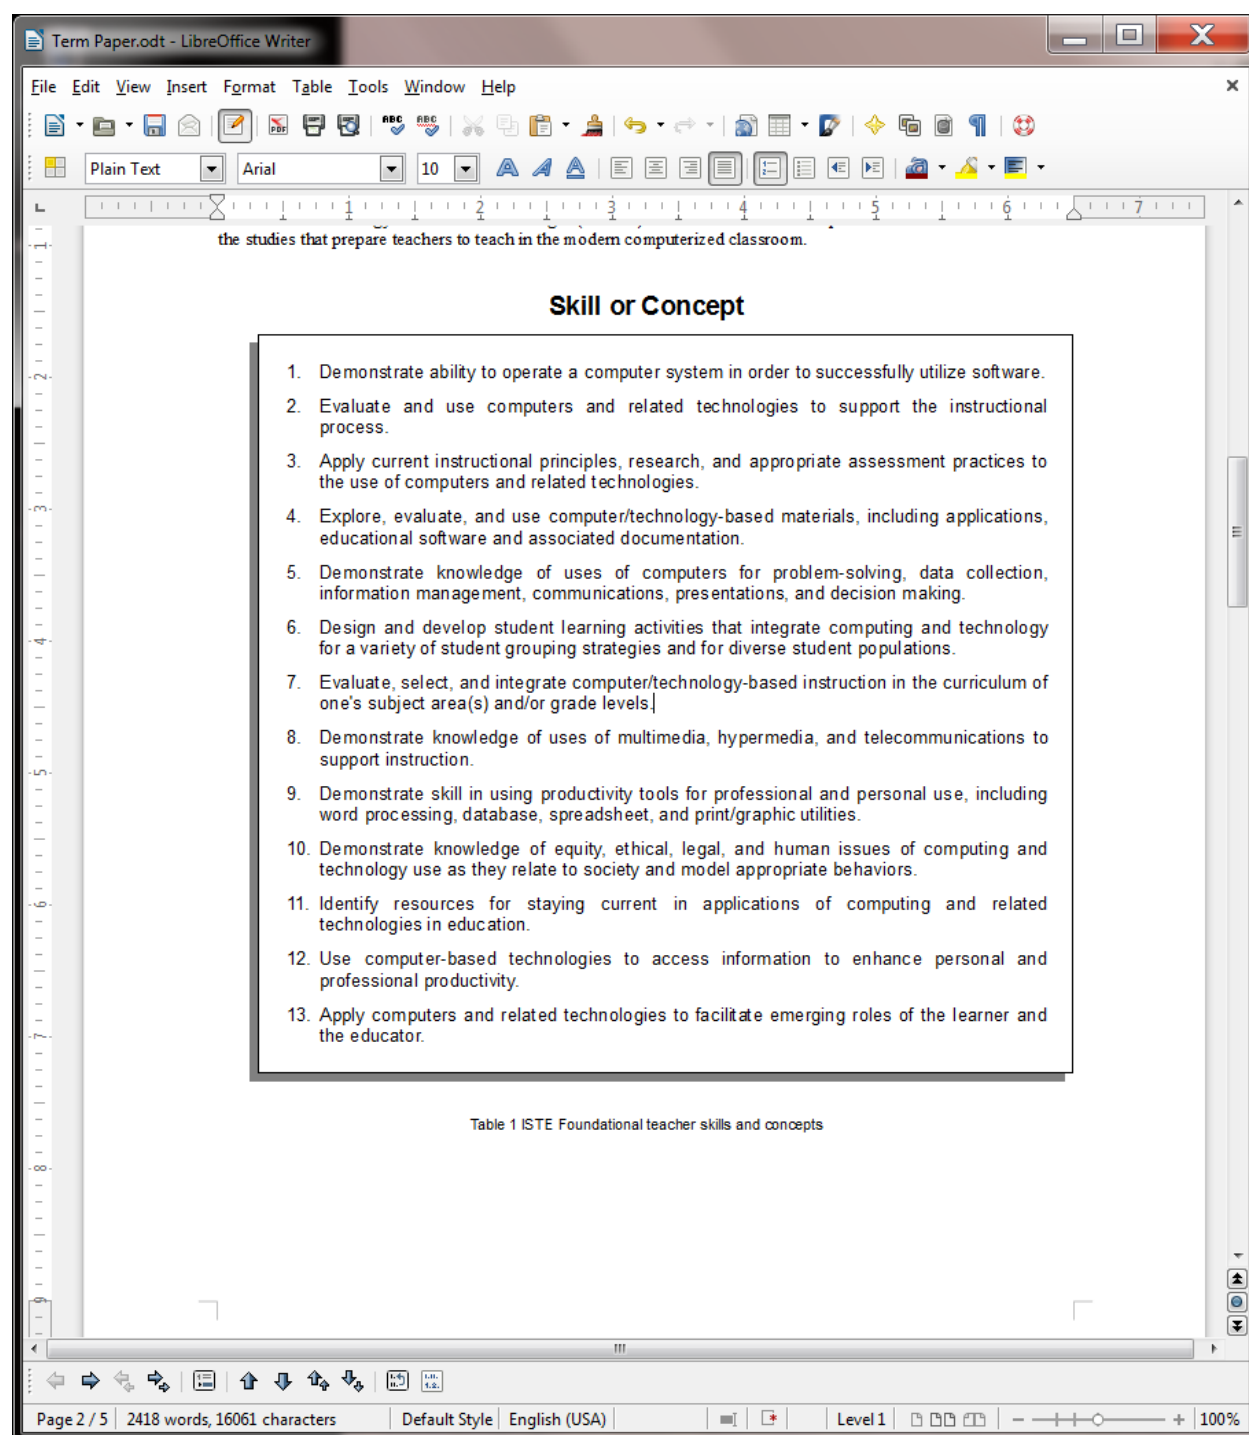 Term Paper.odt - LibreOffice Writer
File Edit View Insert Format Table Tools Window Help
Plain Text Arial 10
1 2 3 4 5 6 7
the studies that prepare teachers to teach in the modern computerized classroom.
Skill or Concept
1. Demonstrate ability to operate a computer system in order to successfully utilize software.
2. Evaluate and use computers and related technologies to support the instructional
process.
3. Apply current instructional principles, research, and appropriate assessment practices to
the use of computers and related technologies.
4. Explore, evaluate, and use computer/technology-based materials, including applications,
educational software and associated documentation.
5. Demonstrate knowledge of uses of computers for problem-solving, data collection,
information management, communications, presentations, and decision making.
6. Design and develop student learning activities that integrate computing and technology
for a variety of student grouping strategies and for diverse student populations.
7. Evaluate, select, and integrate computer/technology-based instruction in the curriculum of
one's subject area(s) and/or grade levels.
8. Demonstrate knowledge of uses of multimedia, hypermedia, and telecommunications to
support instruction.
9. Demonstrate skill in using productivity tools for professional and personal use, including
word processing, database, spreadsheet, and print/graphic utilities.
10. Demonstrate knowledge of equity, ethical, legal, and human issues of computing and
technology use as they relate to society and model appropriate behaviors.
11. Identify resources for staying current in applications of computing and related
technologies in education.
12. Use computer-based technologies to access information to enhance personal and
professional productivity.
13. Apply computers and related technologies to facilitate emerging roles of the learner and
the educator.
Table 1 ISTE Foundational teacher skills and concepts
Page 2 / 5 2418 words, 16061 characters Default Style English (USA) Level 1 100%